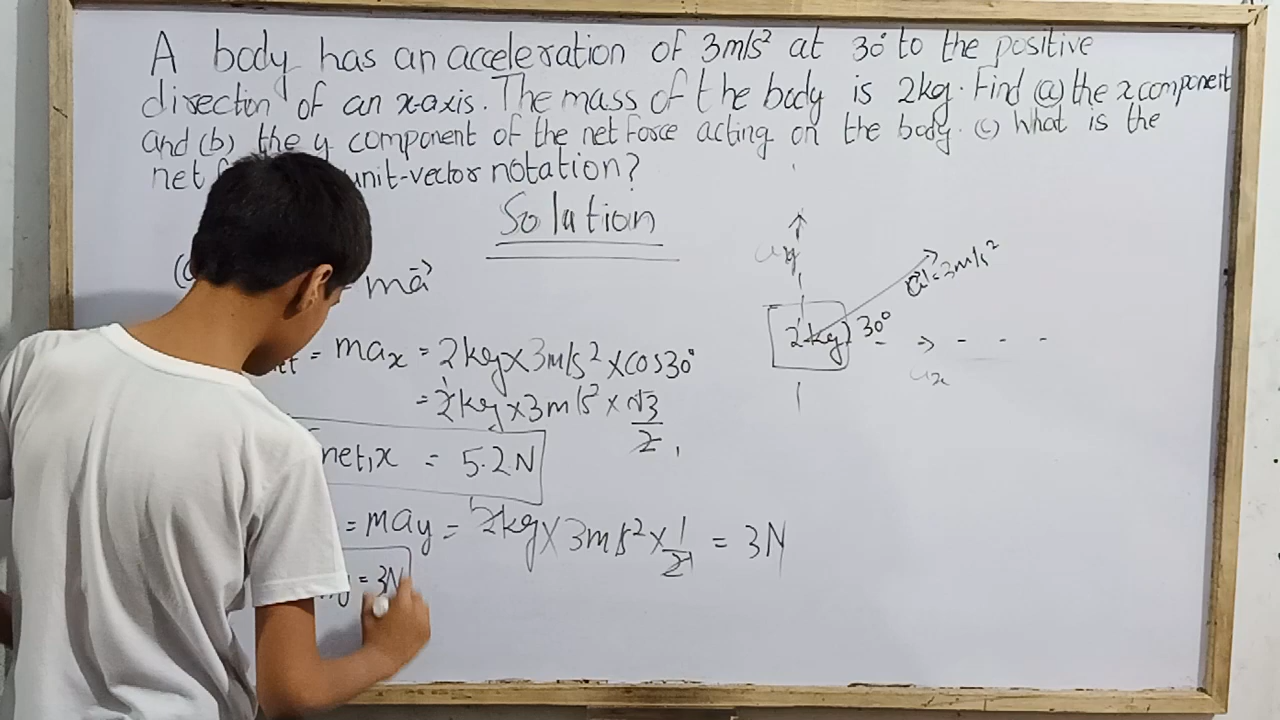 A body has an acceleration of 3m/s² at 30° to the positive
direction of an x-axis. The mass of the body is 2kg. Find (a) the x component
and (b) the y component of the net force acting on the body. (c) What is the
net unit-vector notation?
Solution
= ma⃗
= max = 2kg×3m/s²×cos30°
= 2kg×3m/s²×√3/2
net,x = 5.2N
= may = 2kg×3m/s²×1/2 = 3N
y = 3N
ay
a⃗=3m/s²
2kg 30°
ax